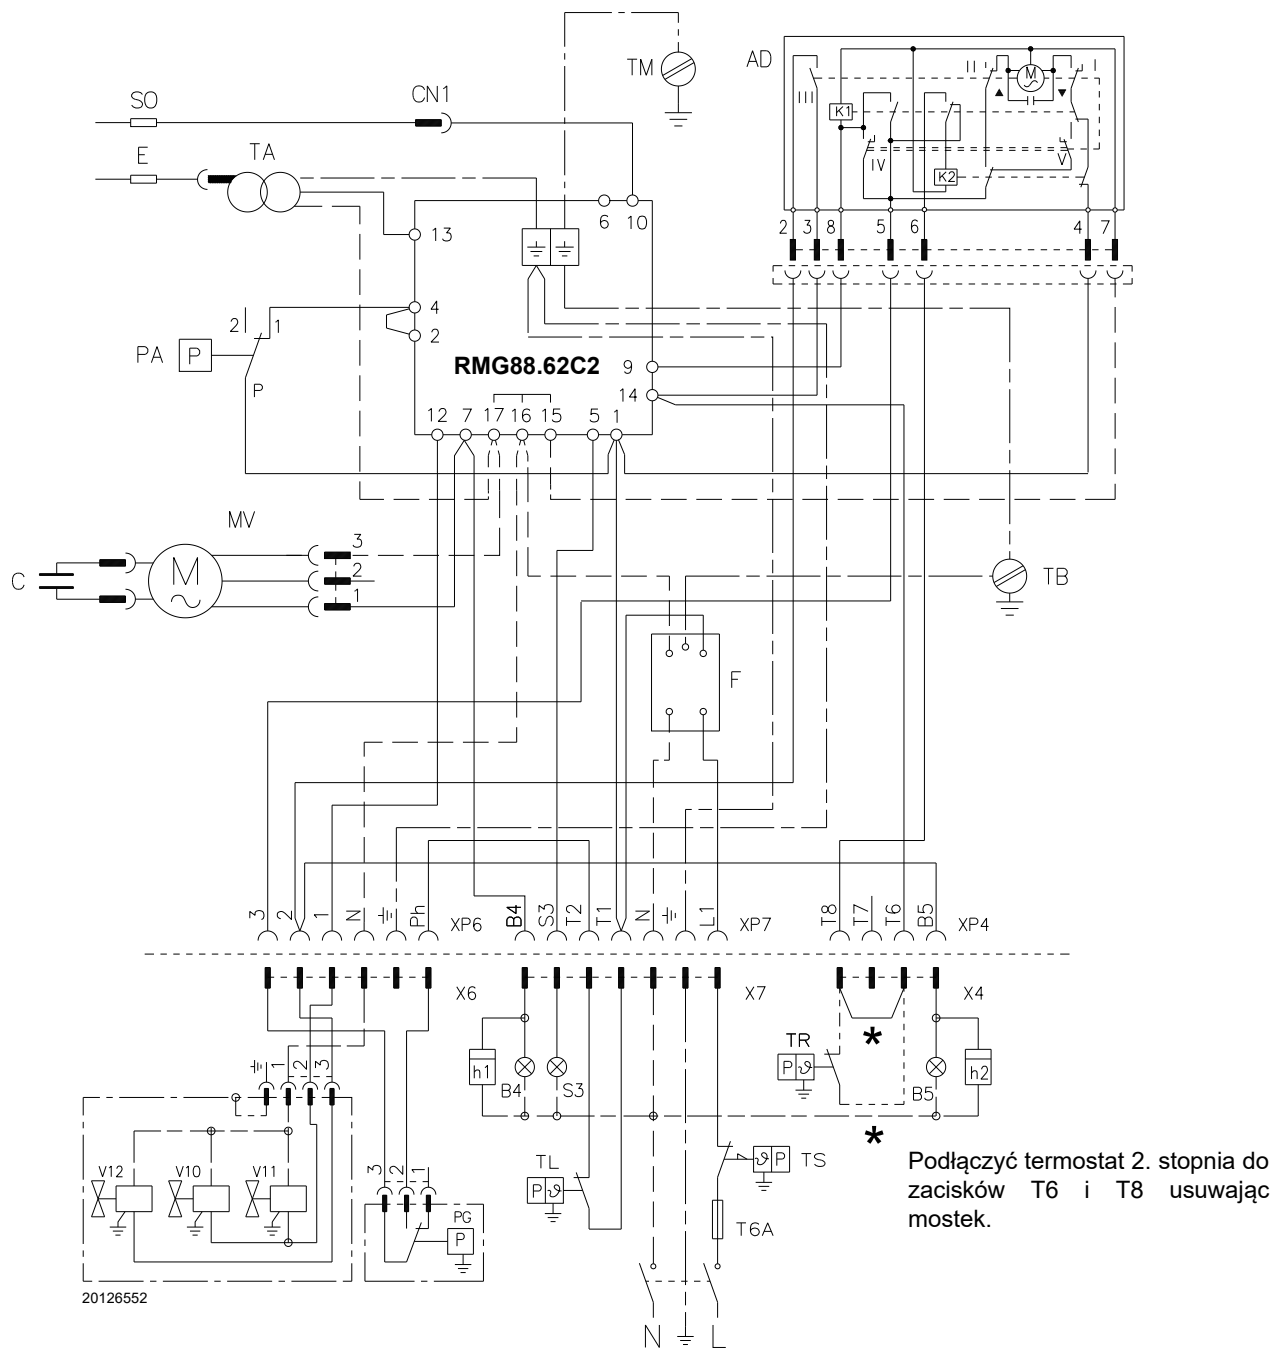 TM
AD
SO
CN1
E
TA
II
M
I
III
K1
IV
V
K2
6 10
13
2 3 8 5 6 4 7
4
2
2 1
PA P
P
RMG88.62C2
9
14
12 7 17 16 15 5 1
MV
3
2
1
C
M
TB
F
3 2 1 N Ph XP6
B4 S3 T2 T1 N L1 XP7
T8 T7 T6 B5 XP4
X6
X7
X4
*
TR
P
h1
B4
S3
B5
h2
1 2 3
*
V12 V10 V11
3 2 1
PG
P
TL
P
TS
P
T6A
Podłączyć termostat 2. stopnia do
zacisków T6 i T8 usuwając
mostek.
20126552
N L